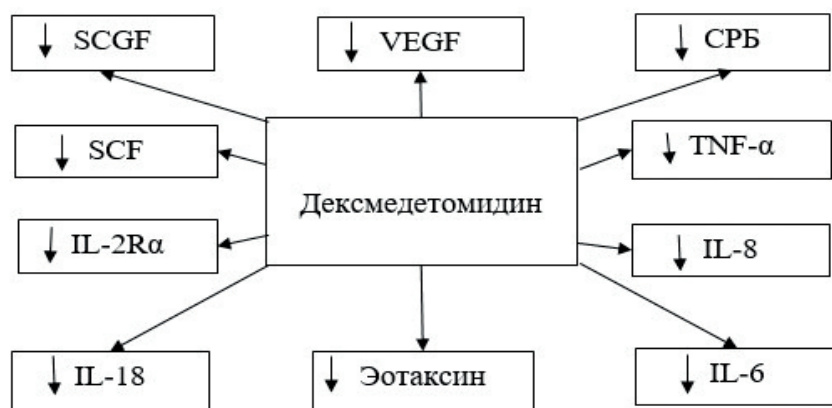 ↓ SCGF
↓ VEGF
↓ СРБ
↓ SCF
↓ TNF-α
Дексмедетомидин
↓ IL-2Rα
↓ IL-8
↓ IL-18
↓ Эотаксин
↓ IL-6